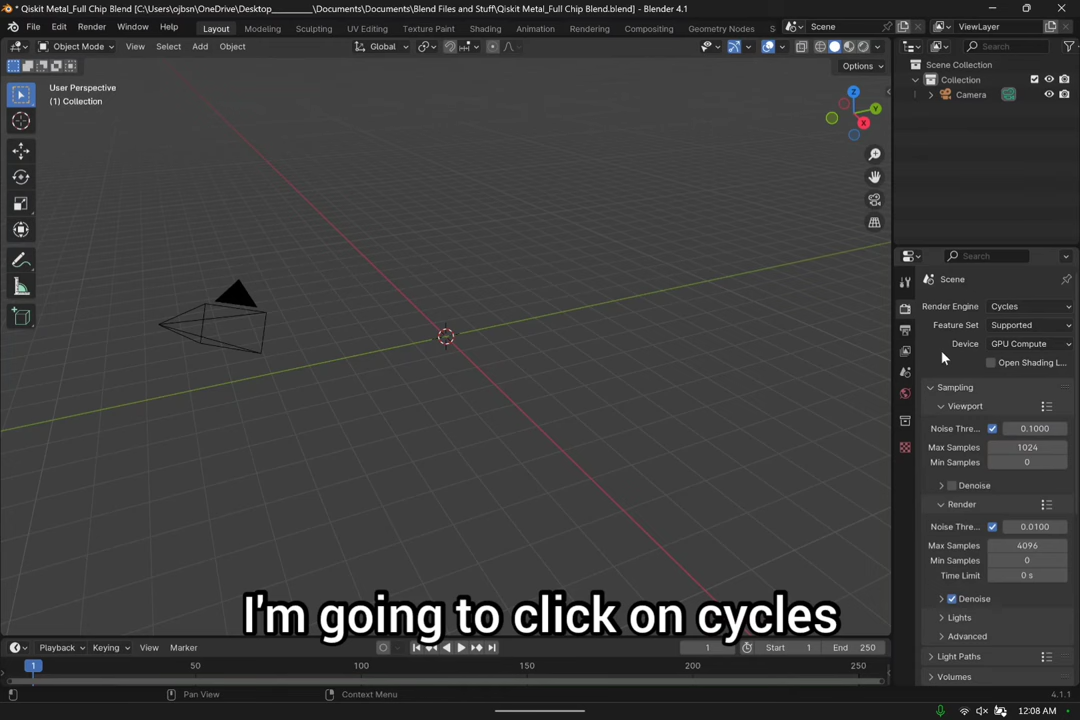 * Qiskit Metal_Full Chip Blend [C:\Users\ojbsn\OneDrive\Desktop_________\Documents\Documents\Blend Files and Stuff\Qiskit Metal_Full Chip Blend.blend] - Blender 4.1
File Edit Render Window Help Layout Modeling Sculpting UV Editing Texture Paint Shading Animation Rendering Compositing Geometry Nodes Scene ViewLayer
Object Mode View Select Add Object Global Search
Options
User Perspective
(1) Collection
Z
Y
X
Scene Collection
Collection
Camera
Search
Scene
Render Engine Cycles
Feature Set Supported
Device GPU Compute
Open Shading L...
Sampling
Viewport
Noise Thre... 0.1000
Max Samples 1024
Min Samples 0
Denoise
Render
Noise Thre... 0.0100
Max Samples 4096
Min Samples 0
Time Limit 0 s
Denoise
Lights
Advanced
Light Paths
Volumes
I'm going to click on cycles
Playback Keying View Marker 1 Start 1 End 250
1 50 100 150 200 250
Pan View Context Menu 4.1.1
12:08 AM